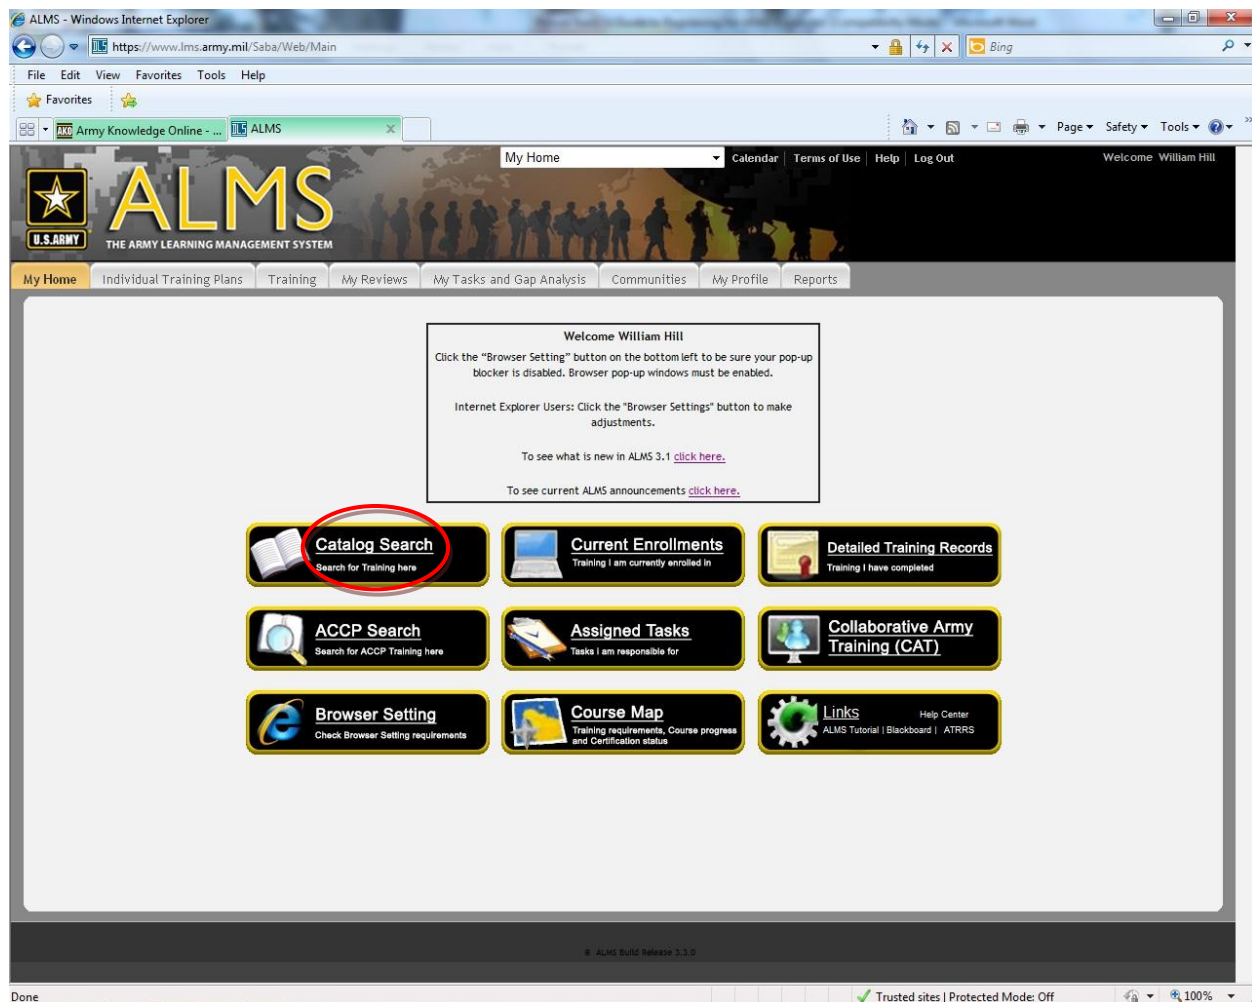 ALMS - Windows Internet Explorer
https://www.lms.army.mil/Saba/Web/Main
Bing
File Edit View Favorites Tools Help
Favorites
AKO Army Knowledge Online - ... ALMS
Page Safety Tools
My Home Calendar | Terms of Use | Help | Log Out Welcome William Hill
ALMS
U.S.ARMY THE ARMY LEARNING MANAGEMENT SYSTEM
My Home Individual Training Plans Training My Reviews My Tasks and Gap Analysis Communities My Profile Reports
Welcome William Hill
Click the “Browser Setting” button on the bottom left to be sure your pop-up
blocker is disabled. Browser pop-up windows must be enabled.
Internet Explorer Users: Click the "Browser Settings" button to make
adjustments.
To see what is new in ALMS 3.1 click here.
To see current ALMS announcements click here.
Catalog Search
Search for Training here
Current Enrollments
Training I am currently enrolled in
Detailed Training Records
Training I have completed
ACCP Search
Search for ACCP Training here
Assigned Tasks
Tasks I am responsible for
Collaborative Army
Training (CAT)
Browser Setting
Check Browser Setting requirements
Course Map
Training requirements, Course progress
and Certification status
Links Help Center
ALMS Tutorial | Blackboard | ATRRS
ALMS Build Release 3.3.0
Done Trusted sites | Protected Mode: Off 100%